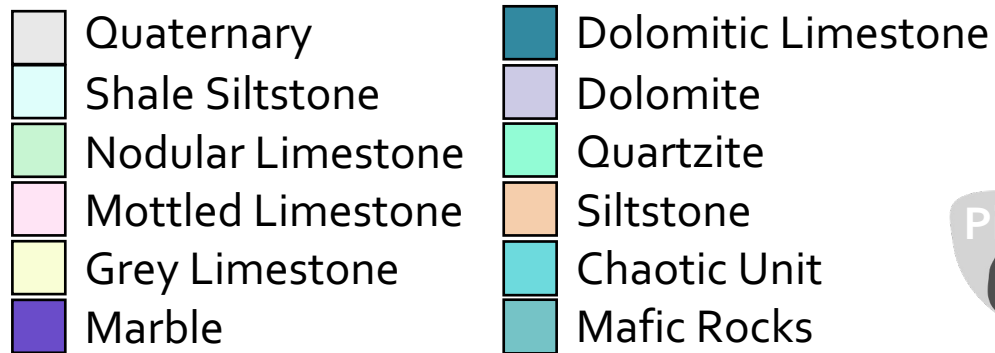 Quaternary
Shale Siltstone
Nodular Limestone
Mottled Limestone
Grey Limestone
Marble
Dolomitic Limestone
Dolomite
Quartzite
Siltstone
Chaotic Unit
Mafic Rocks
P